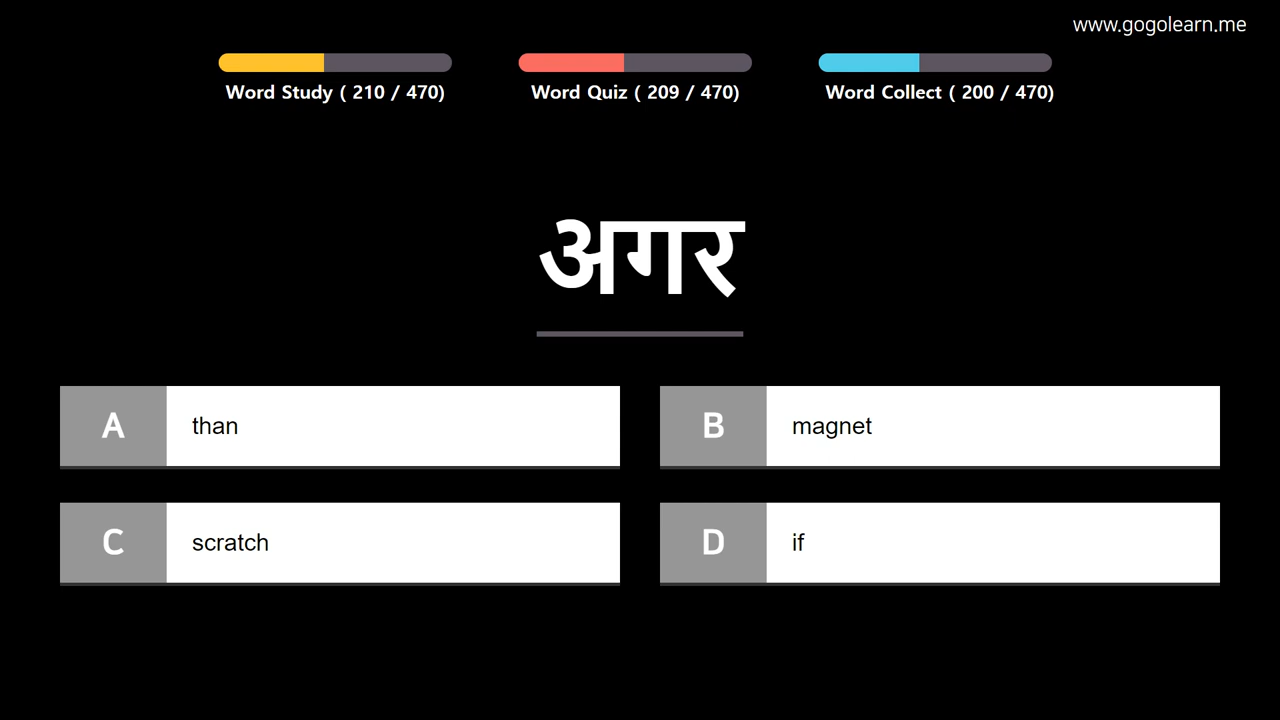 www.gogolearn.me
Word Study ( 210 / 470)
Word Quiz ( 209 / 470)
Word Collect ( 200 / 470)
अगर
A than
B magnet
C scratch
D if